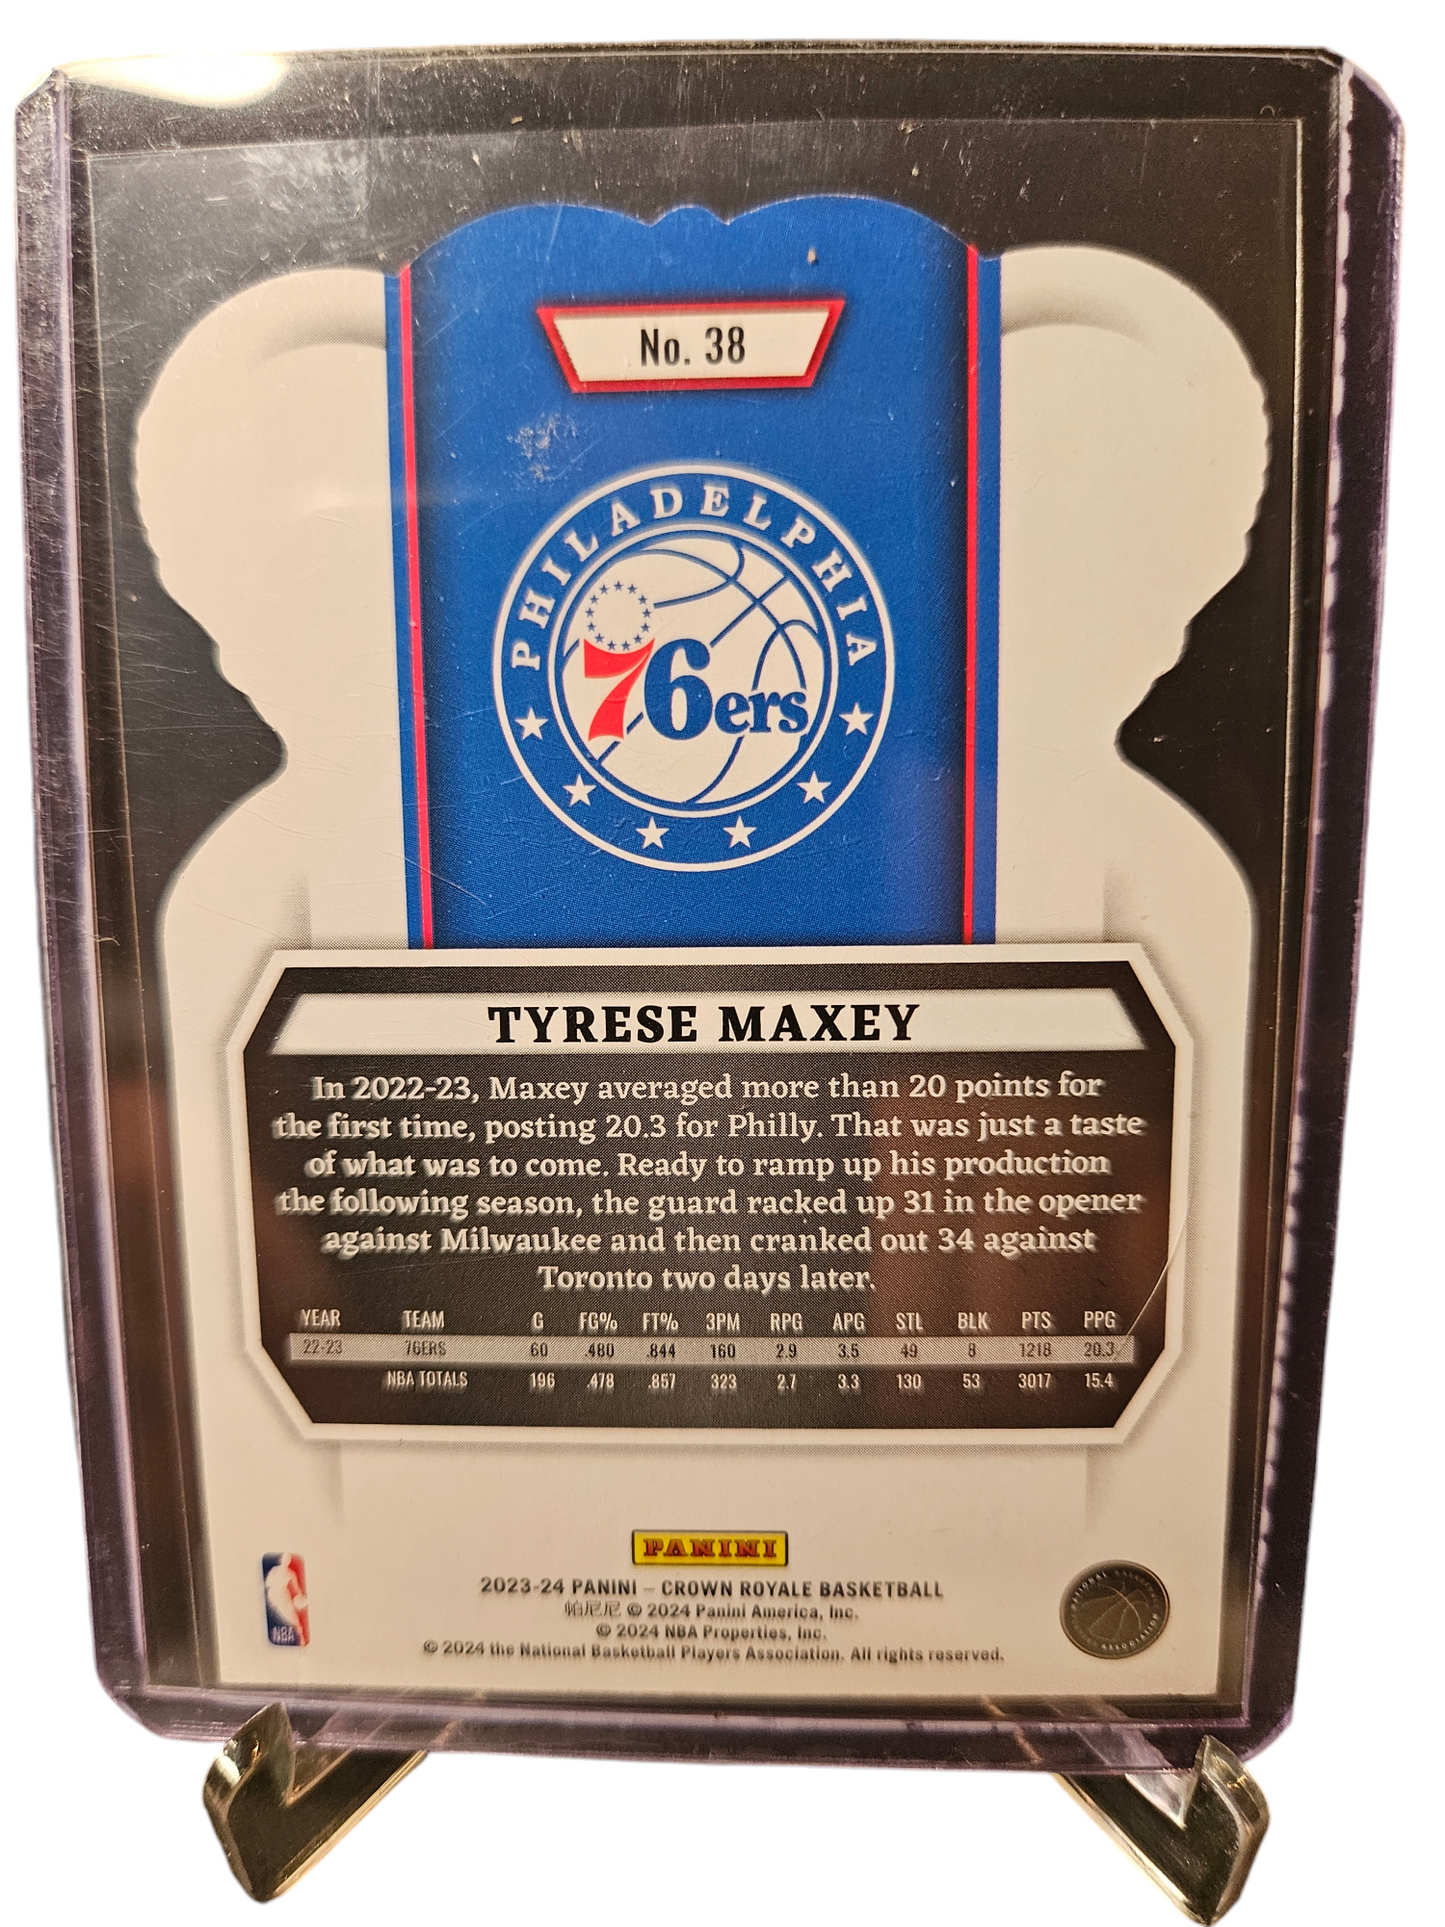 No. 38
PHILADELPHIA
76ers
TYRESE MAXEY
In 2022-23, Maxey averaged more than 20 points for
the first time, posting 20.3 for Philly. That was just a taste
of what was to come. Ready to ramp up his production
the following season, the guard racked up 31 in the opener
against Milwaukee and then cranked out 34 against
Toronto two days later.
YEAR TEAM G FG% FT% 3PM RPG APG STL BLK PTS PPG
22-23 76ERS 60 .480 .844 160 2.9 3.5 49 8 1218 20.3
NBA TOTALS 196 .478 .857 323 2.7 3.3 130 53 3017 15.4
PANINI
2023-24 PANINI – CROWN ROYALE BASKETBALL
帕尼尼 © 2024 Panini America, Inc.
© 2024 NBA Properties, Inc.
© 2024 the National Basketball Players Association. All rights reserved.
NBA
NATIONAL BASKETBALL
ASSOCIATION